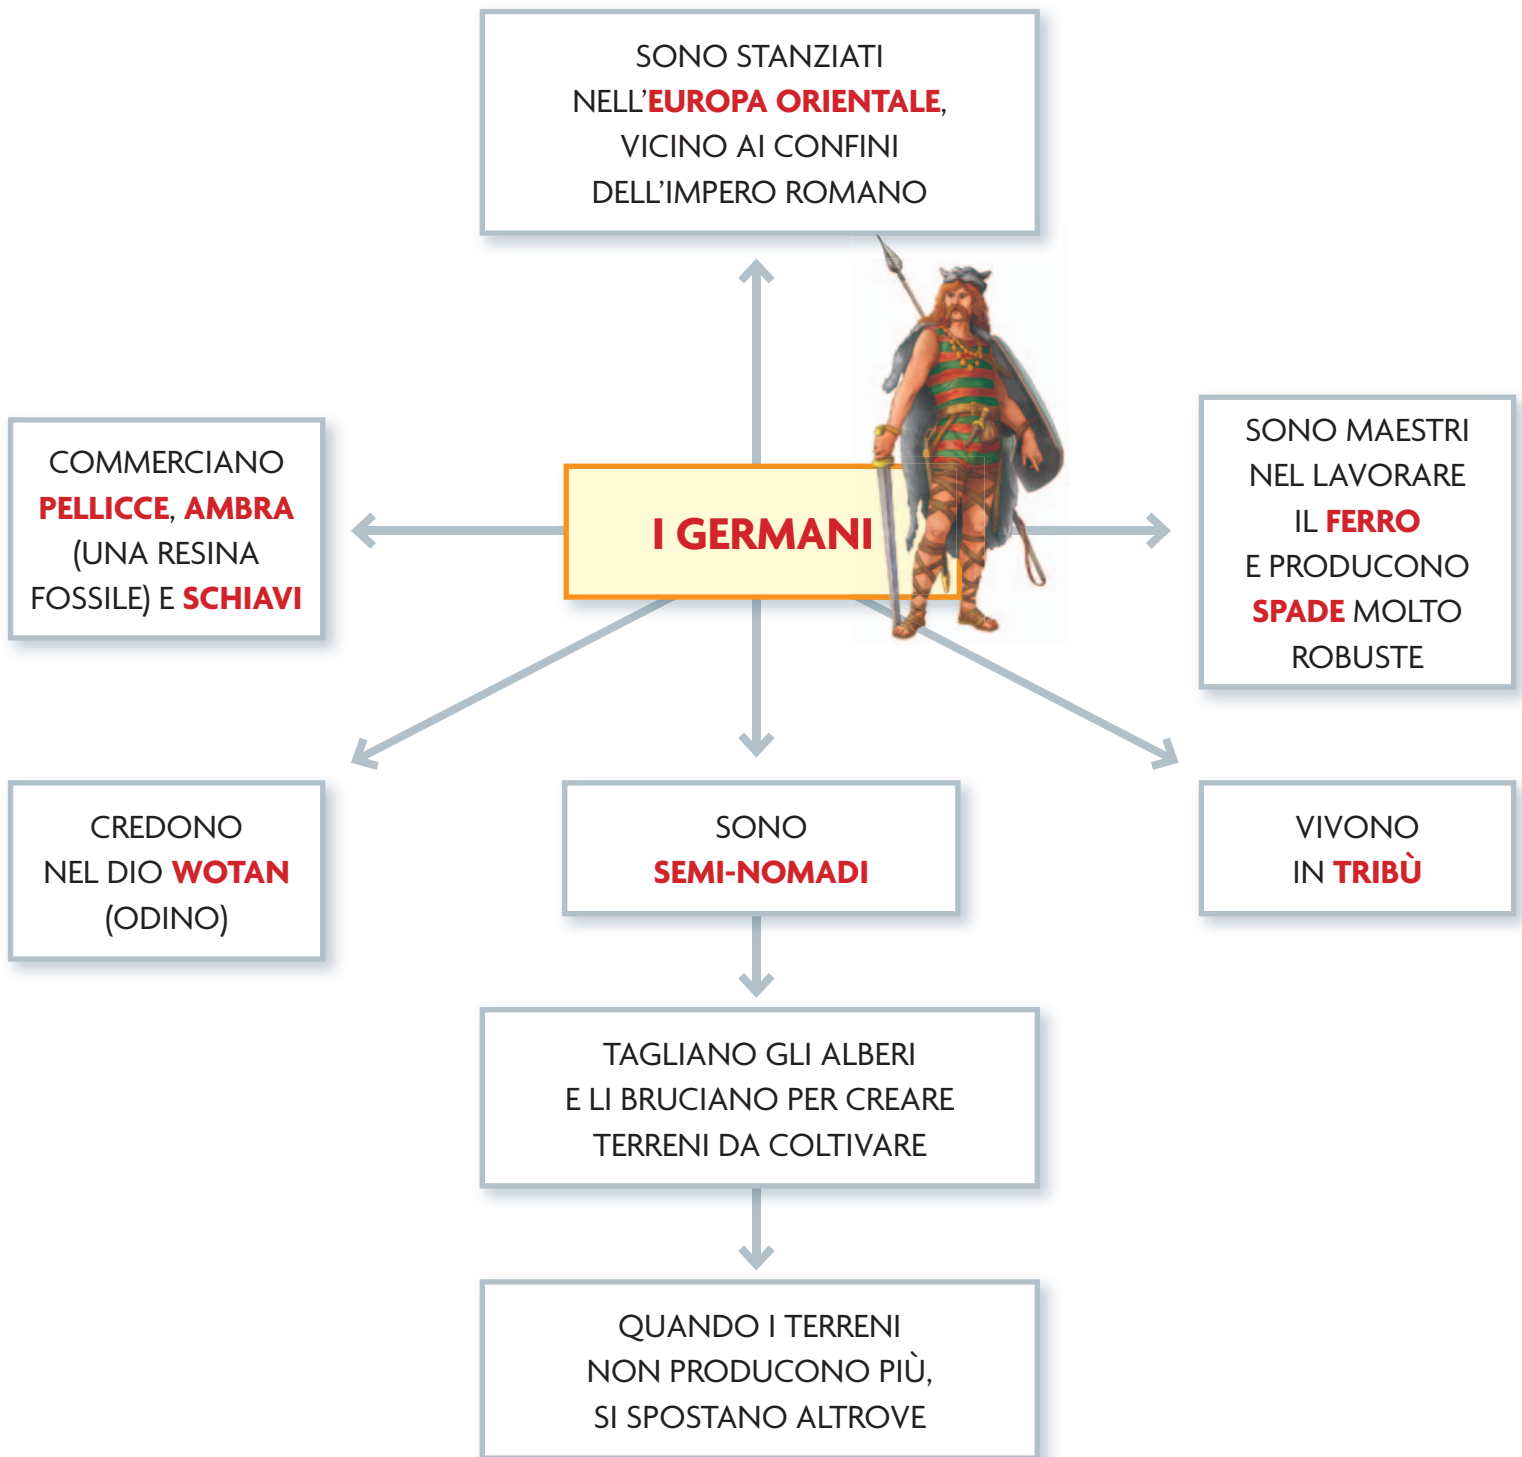 SONO STANZIATI
NELL'EUROPA ORIENTALE,
VICINO AI CONFINI
DELL'IMPERO ROMANO
COMMERCIANO
PELLICCE, AMBRA
(UNA RESINA
FOSSILE) E SCHIAVI
I GERMANI
SONO MAESTRI
NEL LAVORARE
IL FERRO
E PRODUCONO
SPADE MOLTO
ROBUSTE
CREDONO
NEL DIO WOTAN
(ODINO)
SONO
SEMI-NOMADI
VIVONO
IN TRIBÙ
TAGLIANO GLI ALBERI
E LI BRUCIANO PER CREARE
TERRENI DA COLTIVARE
QUANDO I TERRENI
NON PRODUCONO PIÙ,
SI SPOSTANO ALTROVE